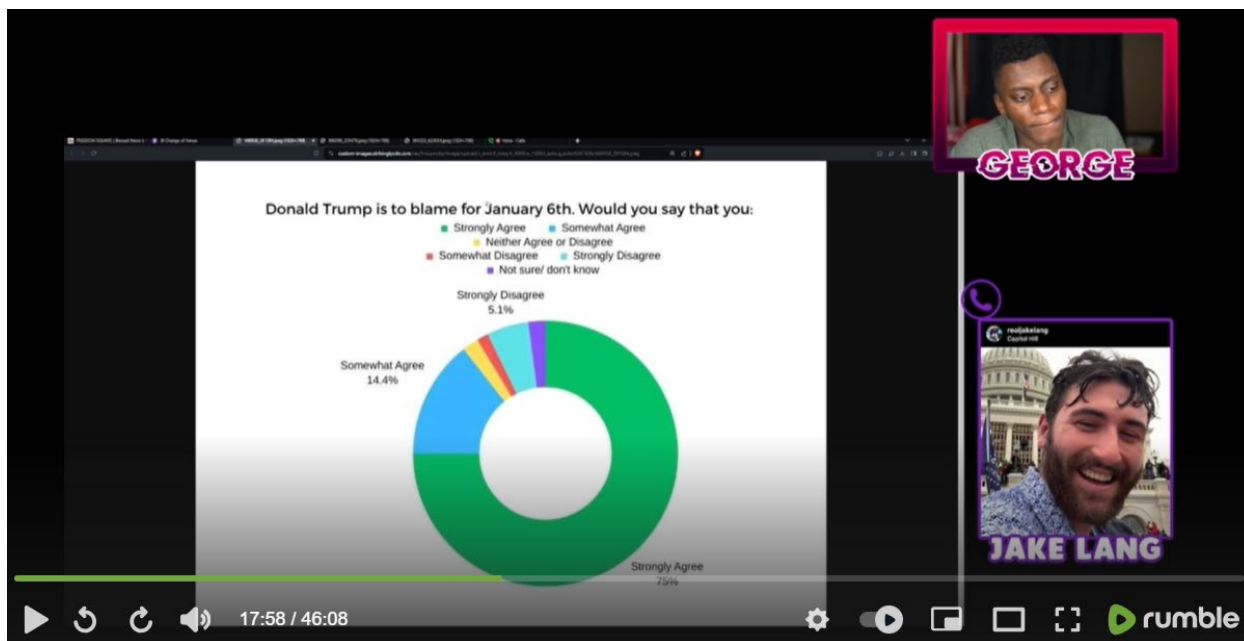 GEORGE
Donald Trump is to blame for January 6th. Would you say that you:
Strongly Agree Somewhat Agree
Neither Agree or Disagree
Somewhat Disagree Strongly Disagree
Not sure/ don't know
Strongly Disagree
5.1%
Somewhat Agree
14.4%
Strongly Agree
75%
realjakelang
Capitol Hill
JAKE LANG
17:58 / 46:08
rumble